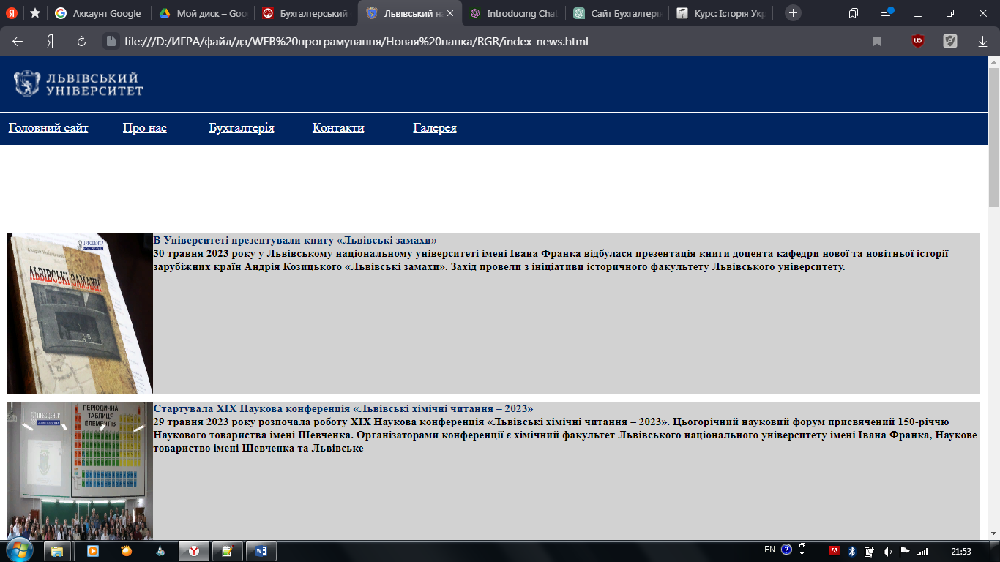 Аккаунт Google
Мой диск – Goo
Бухгалтерський
Львівський на
Introducing Chat
Сайт Бухгалтерія
Курс: Історія Укр
file:///D:/ИГРА/файл/дз/WEB%20програмування/Новая%20папка/RGR/index-news.html
ЛЬВІВСЬКИЙ
УНІВЕРСИТЕТ
Головний сайт
Про нас
Бухгалтерія
Контакти
Галерея
ПРЕСЦЕНТР
ЛЬВІВСЬКІ ЗАМАХИ
В Університеті презентували книгу «Львівські замахи»
30 травня 2023 року у Львівському національному університеті імені Івана Франка відбулася презентація книги доцента кафедри нової та новітньої історії
зарубіжних країн Андрія Козицького «Львівські замахи». Захід провели з ініціативи історичного факультету Львівського університету.
ПЕРІОДИЧНА
ТАБЛИЦЯ
ЕЛЕМЕНТІВ
ПРЕСЦЕНТР
Стартувала XIX Наукова конференція «Львівські хімічні читання – 2023»
29 травня 2023 року розпочала роботу XIX Наукова конференція «Львівські хімічні читання – 2023». Цьогорічний науковий форум присвячений 150-річчю
Наукового товариства імені Шевченка. Організаторами конференції є хімічний факультет Львівського національного університету імені Івана Франка, Наукове
товариство імені Шевченка та Львівське
EN
21:53